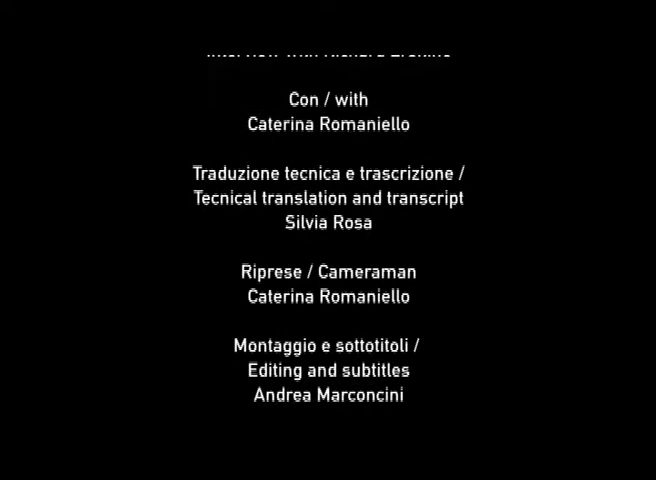 Con / with
Caterina Romaniello
Traduzione tecnica e trascrizione /
Tecnical translation and transcript
Silvia Rosa
Riprese / Cameraman
Caterina Romaniello
Montaggio e sottotitoli /
Editing and subtitles
Andrea Marconcini